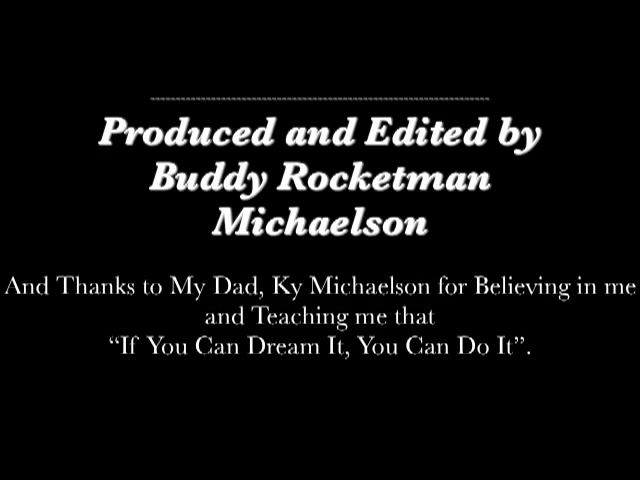 Produced and Edited by
Buddy Rocketman
Michaelson
And Thanks to My Dad, Ky Michaelson for Believing in me
and Teaching me that
“If You Can Dream It, You Can Do It”.